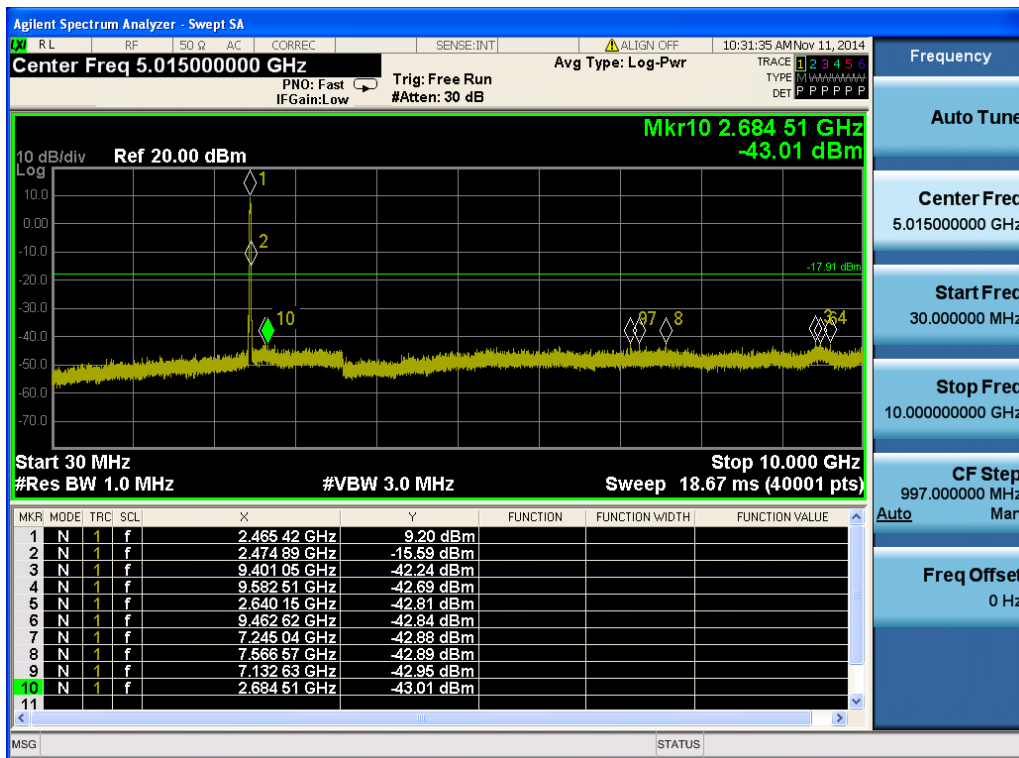 Agilent Spectrum Analyzer - Swept SA
LXI RL RF 50 Ω AC CORREC SENSE:INT ALIGN OFF 10:31:35 AM Nov 11, 2014
Center Freq 5.015000000 GHz
PNO: Fast
IFGain:Low
Trig: Free Run
#Atten: 30 dB
Avg Type: Log-Pwr
TRACE 1 2 3 4 5 6
TYPE
DET P P P P P P
Mkr10 2.684 51 GHz
-43.01 dBm
10 dB/div Ref 20.00 dBm
Log
10.0
0.00
-10.0
-20.0
-30.0
-40.0
-50.0
-60.0
-70.0
1
2
10
97
8
-17.91 dBm
Start 30 MHz Stop 10.000 GHz
#Res BW 1.0 MHz #VBW 3.0 MHz Sweep 18.67 ms (40001 pts)
MKR MODE TRC SCL X Y FUNCTION FUNCTION WIDTH FUNCTION VALUE
1 N 1 f 2.465 42 GHz 9.20 dBm
2 N 1 f 2.474 89 GHz -15.59 dBm
3 N 1 f 9.401 05 GHz -42.24 dBm
4 N 1 f 9.582 51 GHz -42.69 dBm
5 N 1 f 2.640 15 GHz -42.81 dBm
6 N 1 f 9.462 62 GHz -42.84 dBm
7 N 1 f 7.245 04 GHz -42.88 dBm
8 N 1 f 7.566 57 GHz -42.89 dBm
9 N 1 f 7.132 63 GHz -42.95 dBm
10 N 1 f 2.684 51 GHz -43.01 dBm
11
MSG STATUS
Frequency
Auto Tune
Center Freq
5.015000000 GHz
Start Freq
30.000000 MHz
Stop Freq
10.000000000 GHz
CF Step
997.000000 MHz
Auto Man
Freq Offset
0 Hz